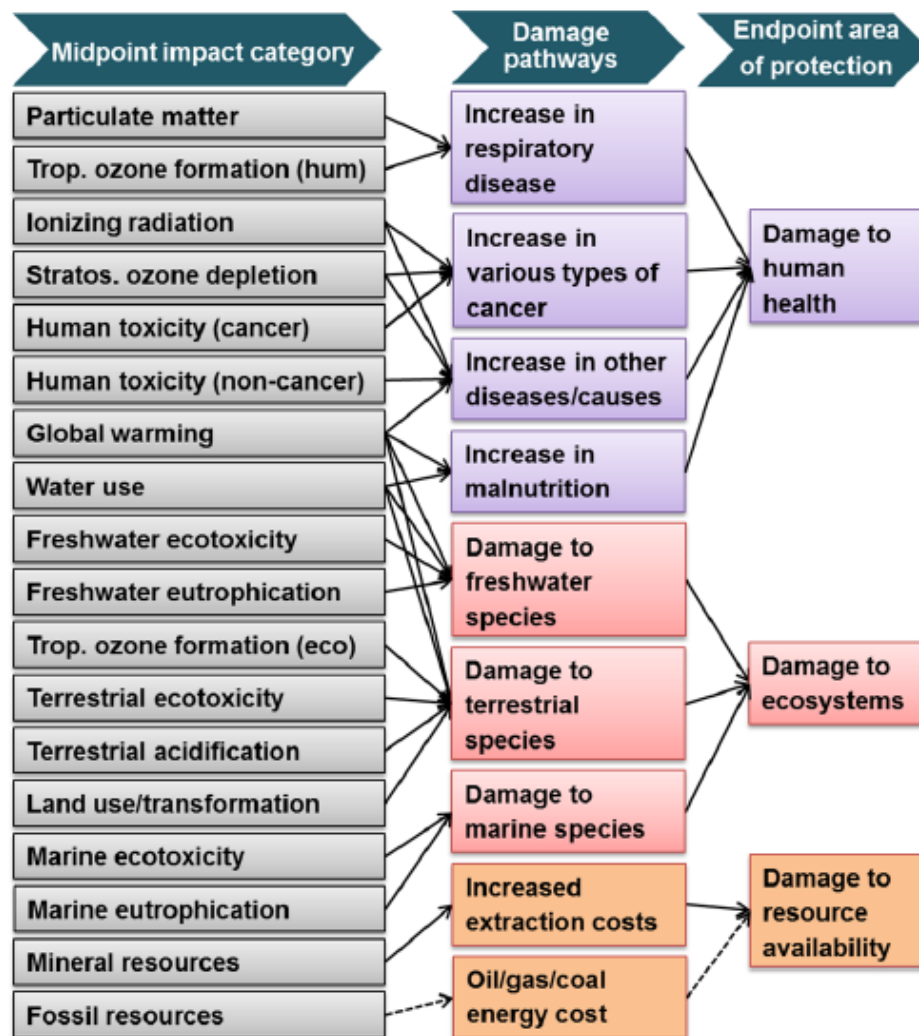 Midpoint impact category
Damage
pathways
Endpoint area
of protection
Particulate matter
Trop. ozone formation (hum)
Ionizing radiation
Stratos. ozone depletion
Human toxicity (cancer)
Human toxicity (non-cancer)
Global warming
Water use
Freshwater ecotoxicity
Freshwater eutrophication
Trop. ozone formation (eco)
Terrestrial ecotoxicity
Terrestrial acidification
Land use/transformation
Marine ecotoxicity
Marine eutrophication
Mineral resources
Fossil resources
Increase in
respiratory
disease
Increase in
various types of
cancer
Increase in other
diseases/causes
Increase in
malnutrition
Damage to
freshwater
species
Damage to
terrestrial
species
Damage to
marine species
Increased
extraction costs
Oil/gas/coal
energy cost
Damage to
human
health
Damage to
ecosystems
Damage to
resource
availability